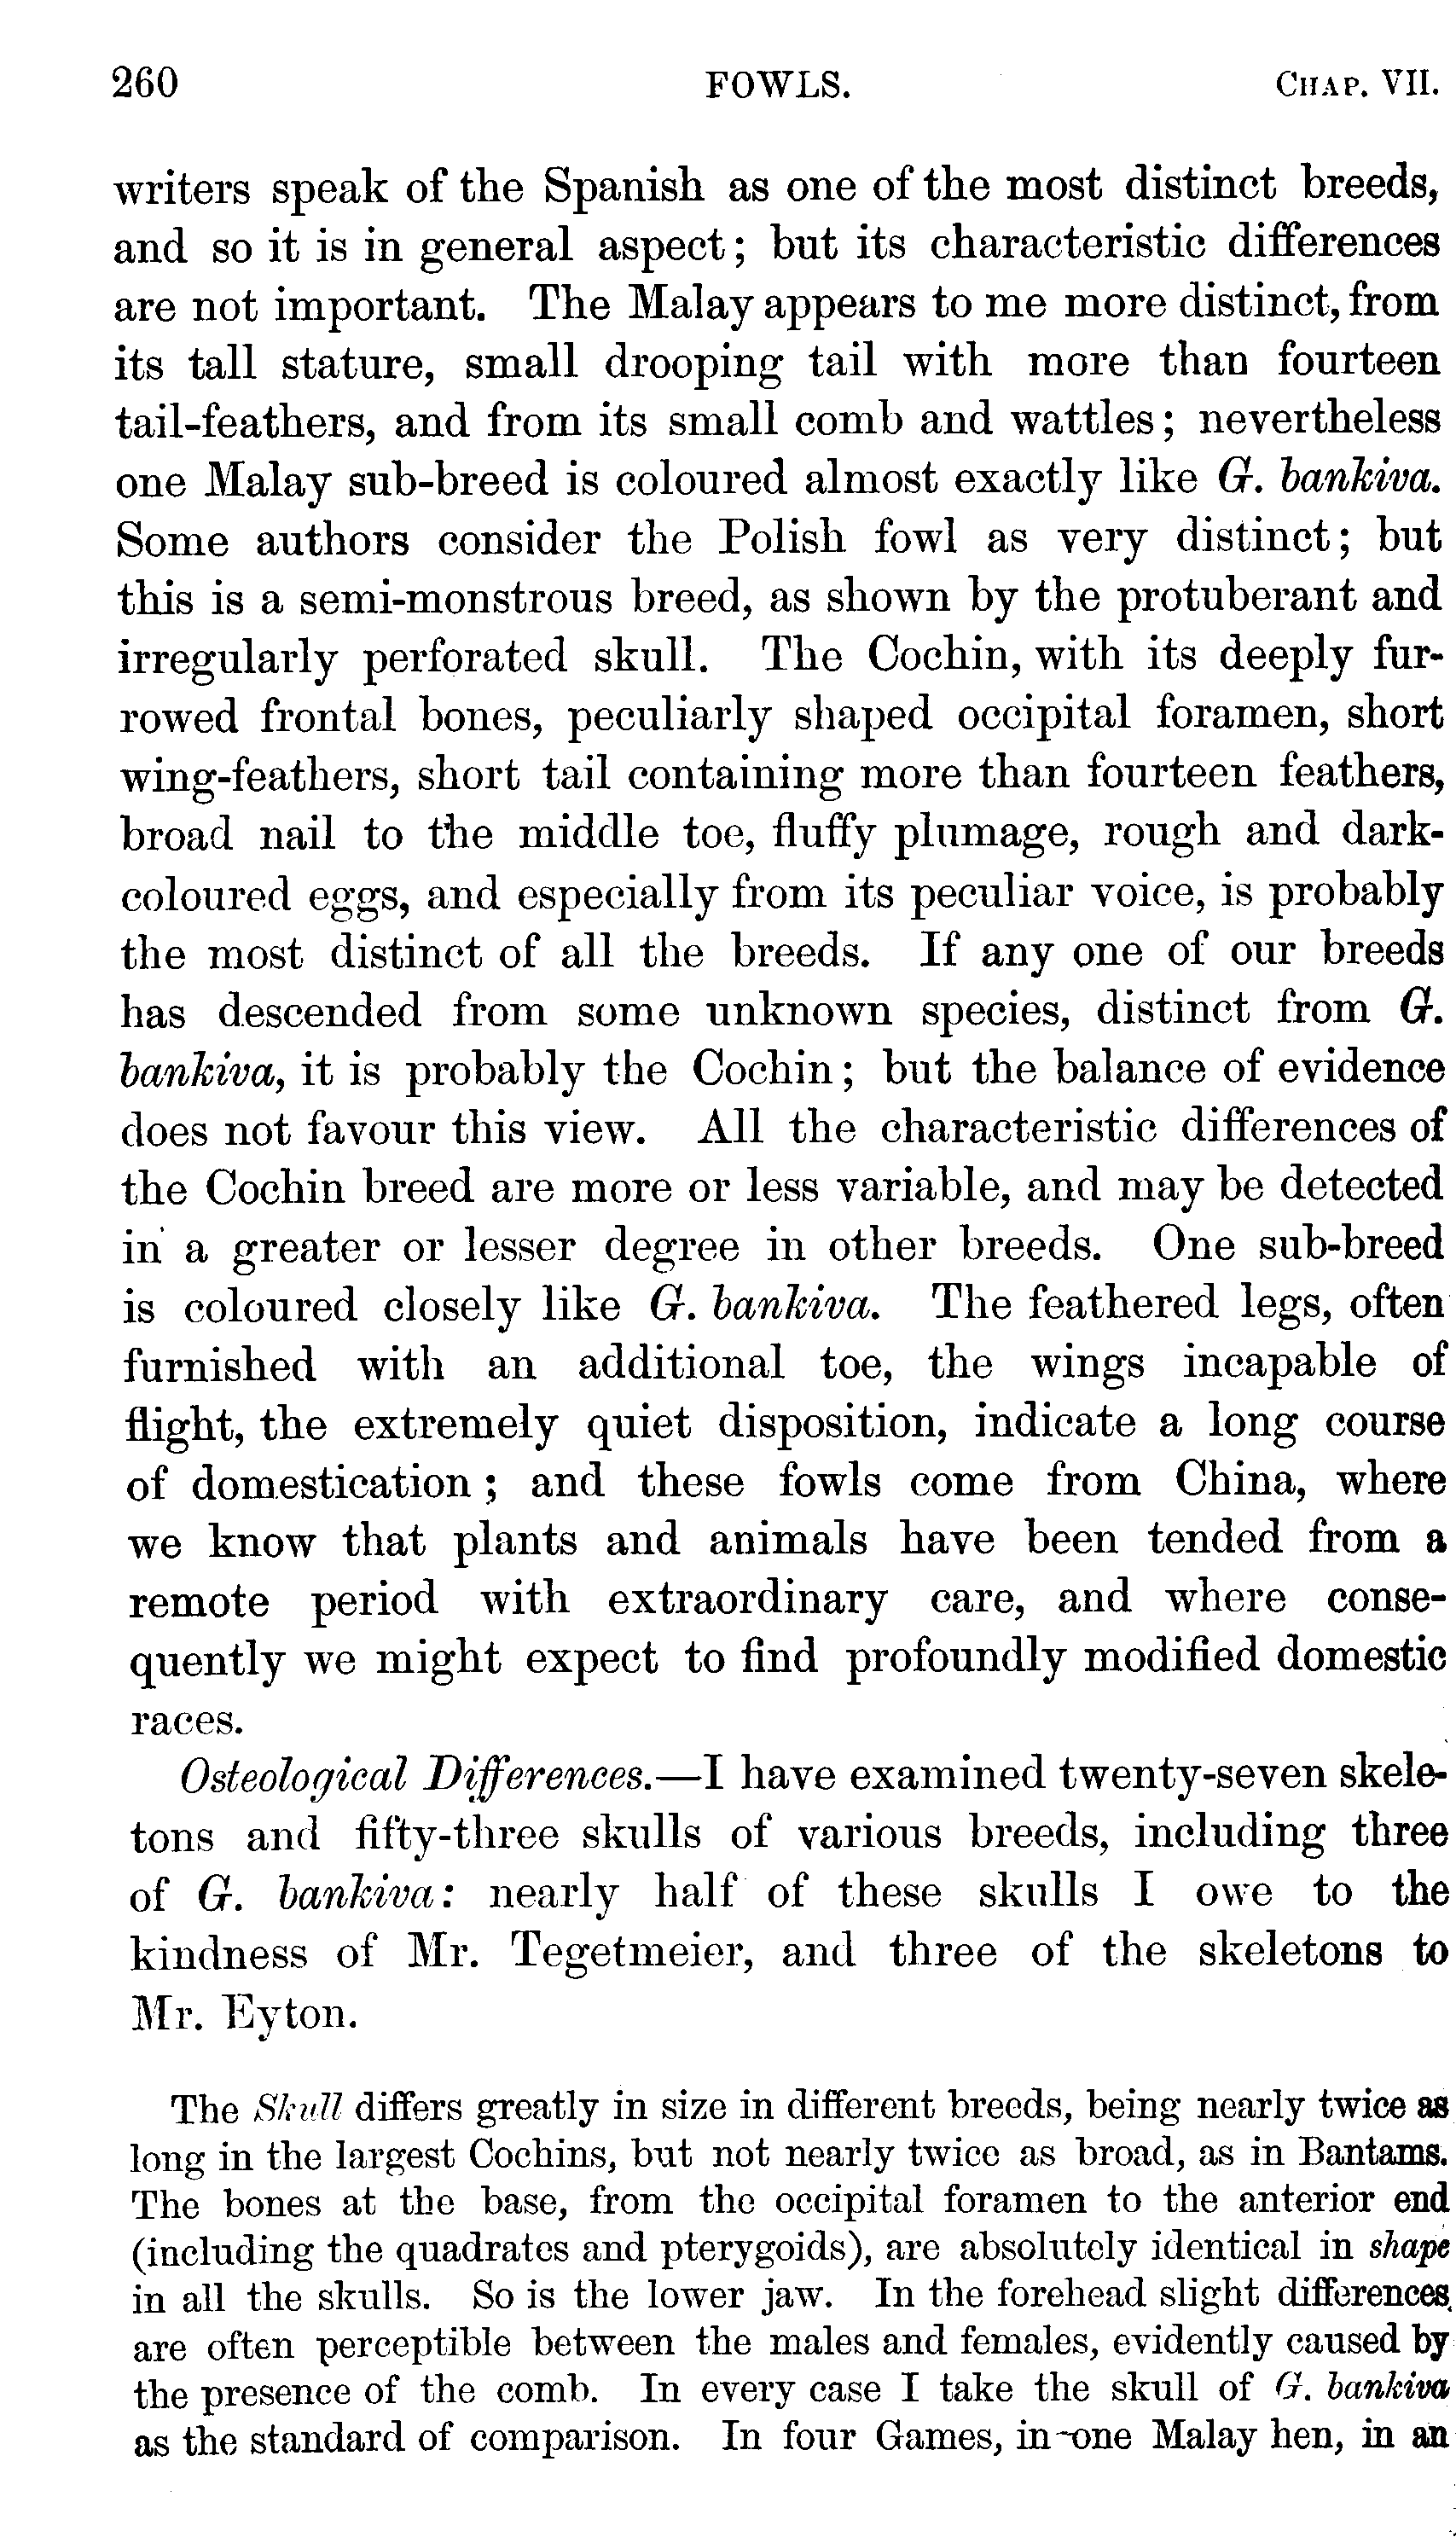 260 FOWLS. CHAP. VII.
writers speak of the Spanish as one of the most distinct breeds,
and so it is in general aspect; but its characteristic differences
are not important. The Malay appears to me more distinct, from
its tall stature, small drooping tail with more than fourteen
tail-feathers, and from its small comb and wattles; nevertheless
one Malay sub-breed is coloured almost exactly like G. bankiva.
Some authors consider the Polish fowl as very distinct; but
this is a semi-monstrous breed, as shown by the protuberant and
irregularly perforated skull. The Cochin, with its deeply fur-
rowed frontal bones, peculiarly shaped occipital foramen, short
wing-feathers, short tail containing more than fourteen feathers,
broad nail to the middle toe, fluffy plumage, rough and dark-
coloured eggs, and especially from its peculiar voice, is probably
the most distinct of all the breeds. If any one of our breeds
has descended from some unknown species, distinct from G.
bankiva, it is probably the Cochin; but the balance of evidence
does not favour this view. All the characteristic differences of
the Cochin breed are more or less variable, and may be detected
in a greater or lesser degree in other breeds. One sub-breed
is coloured closely like G. bankiva. The feathered legs, often
furnished with an additional toe, the wings incapable of
flight, the extremely quiet disposition, indicate a long course
of domestication; and these fowls come from China, where
we know that plants and animals have been tended from a
remote period with extraordinary care, and where conse-
quently we might expect to find profoundly modified domestic
races.
Osteological Differences.—I have examined twenty-seven skele-
tons and fifty-three skulls of various breeds, including three
of G. bankiva: nearly half of these skulls I owe to the
kindness of Mr. Tegetmeier, and three of the skeletons to
Mr. Eyton.
The Skull differs greatly in size in different breeds, being nearly twice as
long in the largest Cochins, but not nearly twice as broad, as in Bantams.
The bones at the base, from the occipital foramen to the anterior end
(including the quadrates and pterygoids), are absolutely identical in shape
in all the skulls. So is the lower jaw. In the forehead slight differences
are often perceptible between the males and females, evidently caused by
the presence of the comb. In every case I take the skull of G. bankiva
as the standard of comparison. In four Games, in one Malay hen, in an